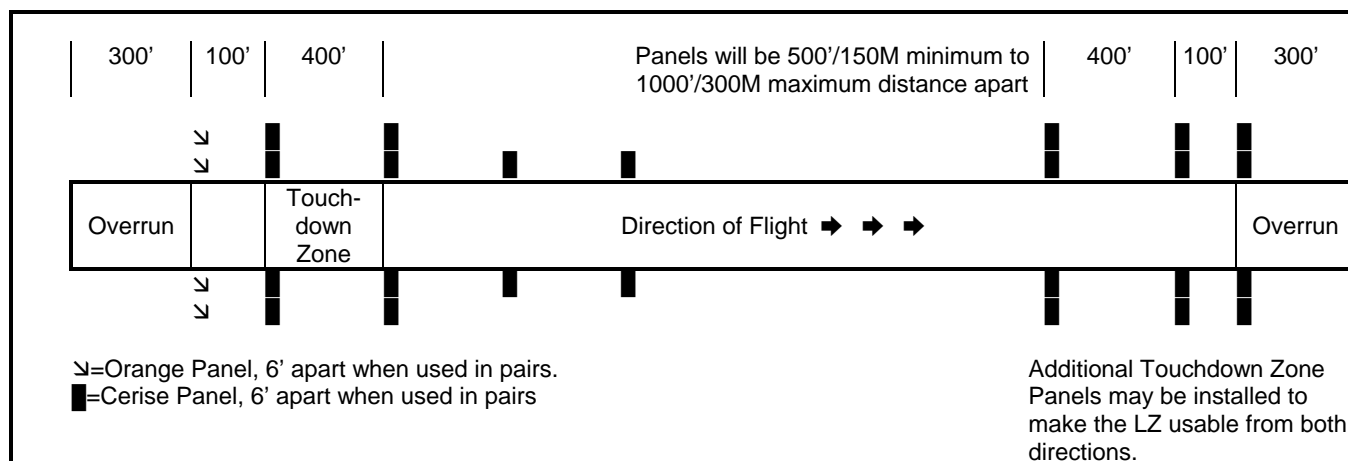 300’ 100’ 400’ Panels will be 500’/150M minimum to 400’ 100’ 300’
1000’/300M maximum distance apart
Overrun Touch- Direction of Flight ➡ ➡ ➡ Overrun
down
Zone
=Orange Panel, 6’ apart when used in pairs.
=Cerise Panel, 6’ apart when used in pairs
Additional Touchdown Zone
Panels may be installed to
make the LZ usable from both
directions.